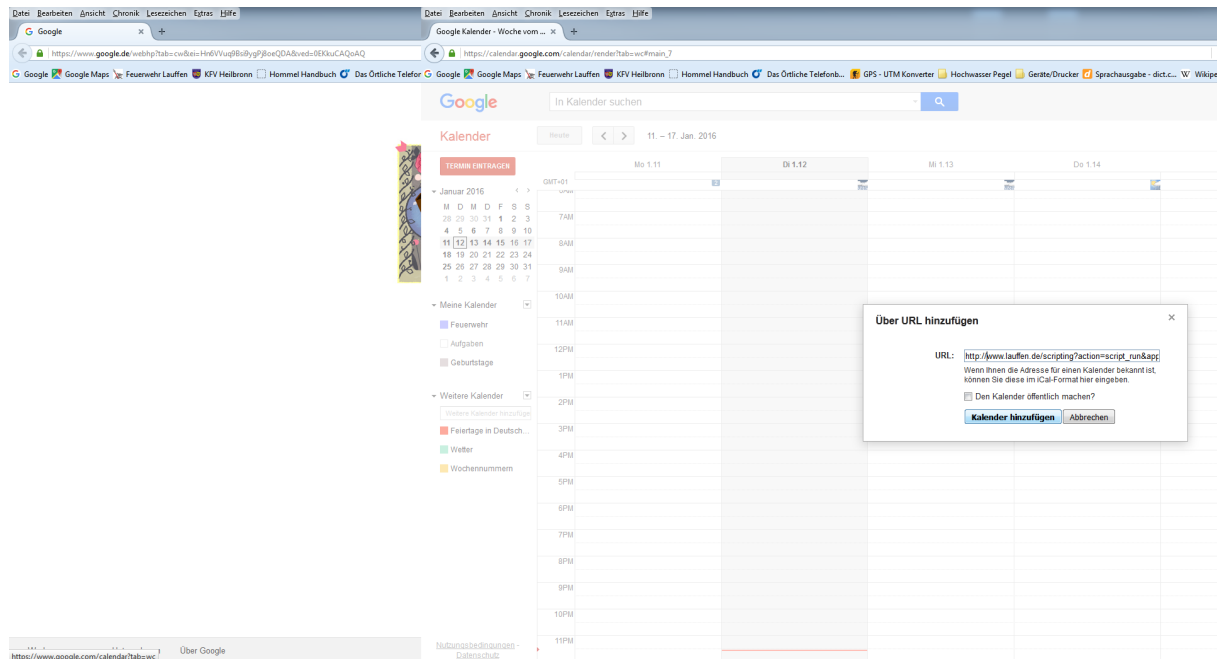 Datei Bearbeiten Ansicht Chronik Lesezeichen Extras Hilfe
Google
https://www.google.de/webhp?tab=cw&ei=Hn6VVuq9Bsi9ygPj8oeQDA&ved=0EKkuCAQoAQ
Google Google Maps Feuerwehr Lauffen KFV Heilbronn Hommel Handbuch Das Örtliche Telefor
Über Google
https://www.google.com/calendar?tab=wc
Datei Bearbeiten Ansicht Chronik Lesezeichen Extras Hilfe
Google Kalender - Woche vom ...
https://calendar.google.com/calendar/render?tab=wc#main_7
Google Google Maps Feuerwehr Lauffen KFV Heilbronn Hommel Handbuch Das Örtliche Telefonb... GPS - UTM Konverter Hochwasser Pegel Geräte/Drucker Sprachausgabe - dict.c... Wikipe
Google
In Kalender suchen
Kalender
Heute
11. – 17. Jan. 2016
TERMIN EINTRAGEN
Januar 2016
M D M D F S S
28 29 30 31 1 2 3
4 5 6 7 8 9 10
11 12 13 14 15 16 17
18 19 20 21 22 23 24
25 26 27 28 29 30 31
1 2 3 4 5 6 7
Meine Kalender
Feuerwehr
Aufgaben
Geburtstage
Weitere Kalender
Weitere Kalender hinzufüge
Feiertage in Deutsch...
Wetter
Wochennummern
Nutzungsbedingungen -
Datenschutz
Mo 1.11 Di 1.12 Mi 1.13 Do 1.14
GMT+01
7AM
8AM
9AM
10AM
11AM
12PM
1PM
2PM
3PM
4PM
5PM
6PM
7PM
8PM
9PM
10PM
11PM
Über URL hinzufügen
URL: http://www.lauffen.de/scripting?action=script_run&app
Wenn Ihnen die Adresse für einen Kalender bekannt ist,
können Sie diese im iCal-Format hier eingeben.
Den Kalender öffentlich machen?
Kalender hinzufügen Abbrechen